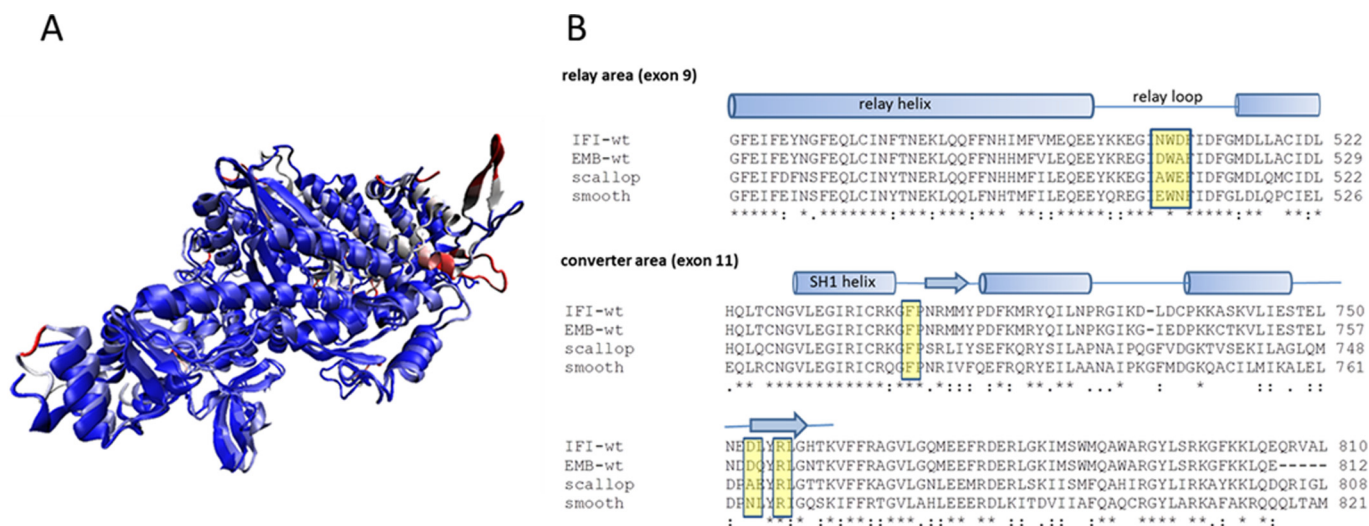 A
B
relay area (exon 9)
relay helix
relay loop
IFI-wt GFEIFEYNGFEQLCINFTNEKLQQFFNHIMFVMEQEEYKKEGINWDFIDFGMDLLACIDL 522
EMB-wt GFEIFEYNGFEQLCINFTNEKLQQFFNHHMFVLEQEEYKKEGIDWAFIDFGMDLLACIDL 529
scallop GFEIFDFNSFEQLCINYTNERLQQFFNHHMFILEQEEYKKEGIAWEFIDFGMDLQMCIDL 522
smooth GFEIFEINSFEQLCINYTNEKLQQLFNHTMFILEQEEYQREGIEWNFIDFGLDLQPCIEL 526
converter area (exon 11)
SH1 helix
IFI-wt HQLTCNGVLEGIRICRKGFPNRMMYPDFKMRYQILNPRGIKD-LDCPKKASKVLIESTEL 750
EMB-wt HQLTCNGVLEGIRICRKGFPNRMMYPDFKMRYQILNPKGIKG-IEDPKKCTKVLIESTEL 757
scallop HQLQCNGVLEGIRICRKGFPSRLIYSEFKQRYSILAPNAIPQGFVDGKTVSEKILAGLQM 748
smooth EQLRCNGVLEGIRICRQGFPNRIVFQEFRQRYEILAANAIPKGFMDGKQACILMIKALEL 761
IFI-wt NEDLYRLGHTKVFFRAGVLGQMEEFRDERLGKIMSWMQAWARGYLSRKGFKKLQEQRVAL 810
EMB-wt NDDQYRLGNTKVFFRAGVLGQMEEFRDERLGKIMSWMQAWARGYLSRKGFKKLQE----- 812
scallop DPAEYRLGTTKVFFKAGVLGNLEEMRDERLSKIISMFQAHIRGYLIRKAYKKLQDQRIGL 808
smooth DPNLYRIGQSKIFFRTGVLAHLEEERDLKITDVIIAFQAQCRGYLARKAFAKRQQQLTAM 821